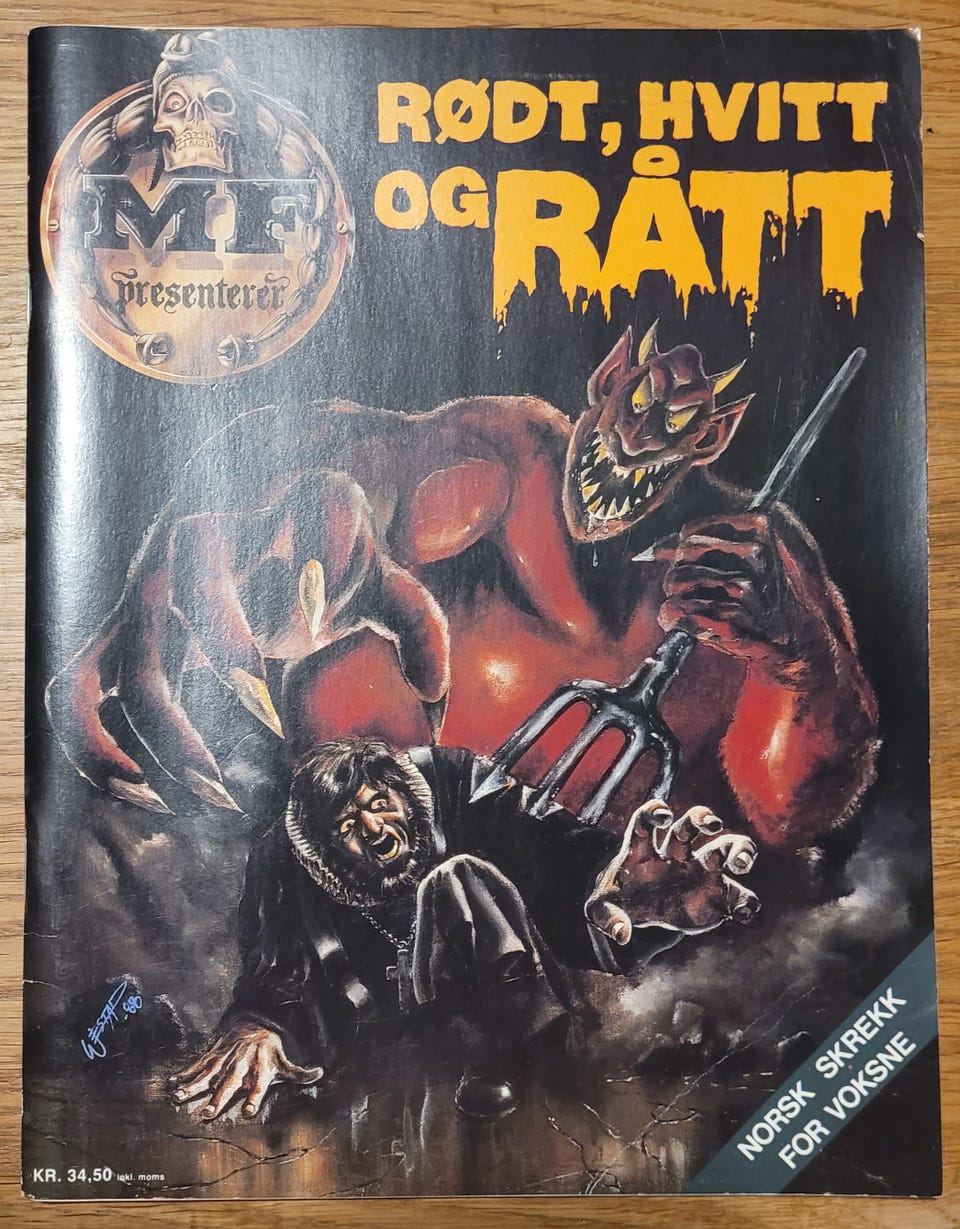 MF
presenterer
RØDT, HVITT
OG RÅTT
NORSK SKREKK
FOR VOKSNE
KR. 34,50 inkl. moms